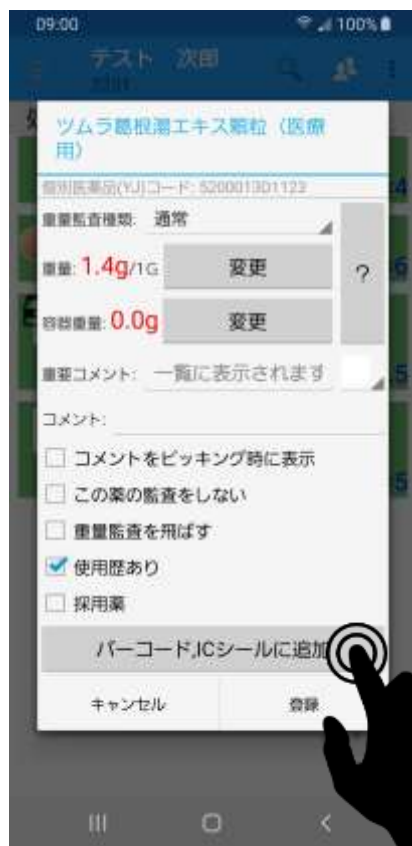 09:00 100%
テスト 次郎
ツムラ葛根湯エキス顆粒（医療
用）
個別医薬品(YJ)コード: 5200013D1123
4
重量監査種類: 通常
重量: 1.4g/1G 変更 ?
6
容器重量: 0.0g 変更
重要コメント: 一覧に表示されます
5
コメント:
コメントをピッキング時に表示
5
この薬の監査をしない
重量監査を飛ばす
使用歴あり
採用薬
バーコード,ICシールに追加
キャンセル 登録